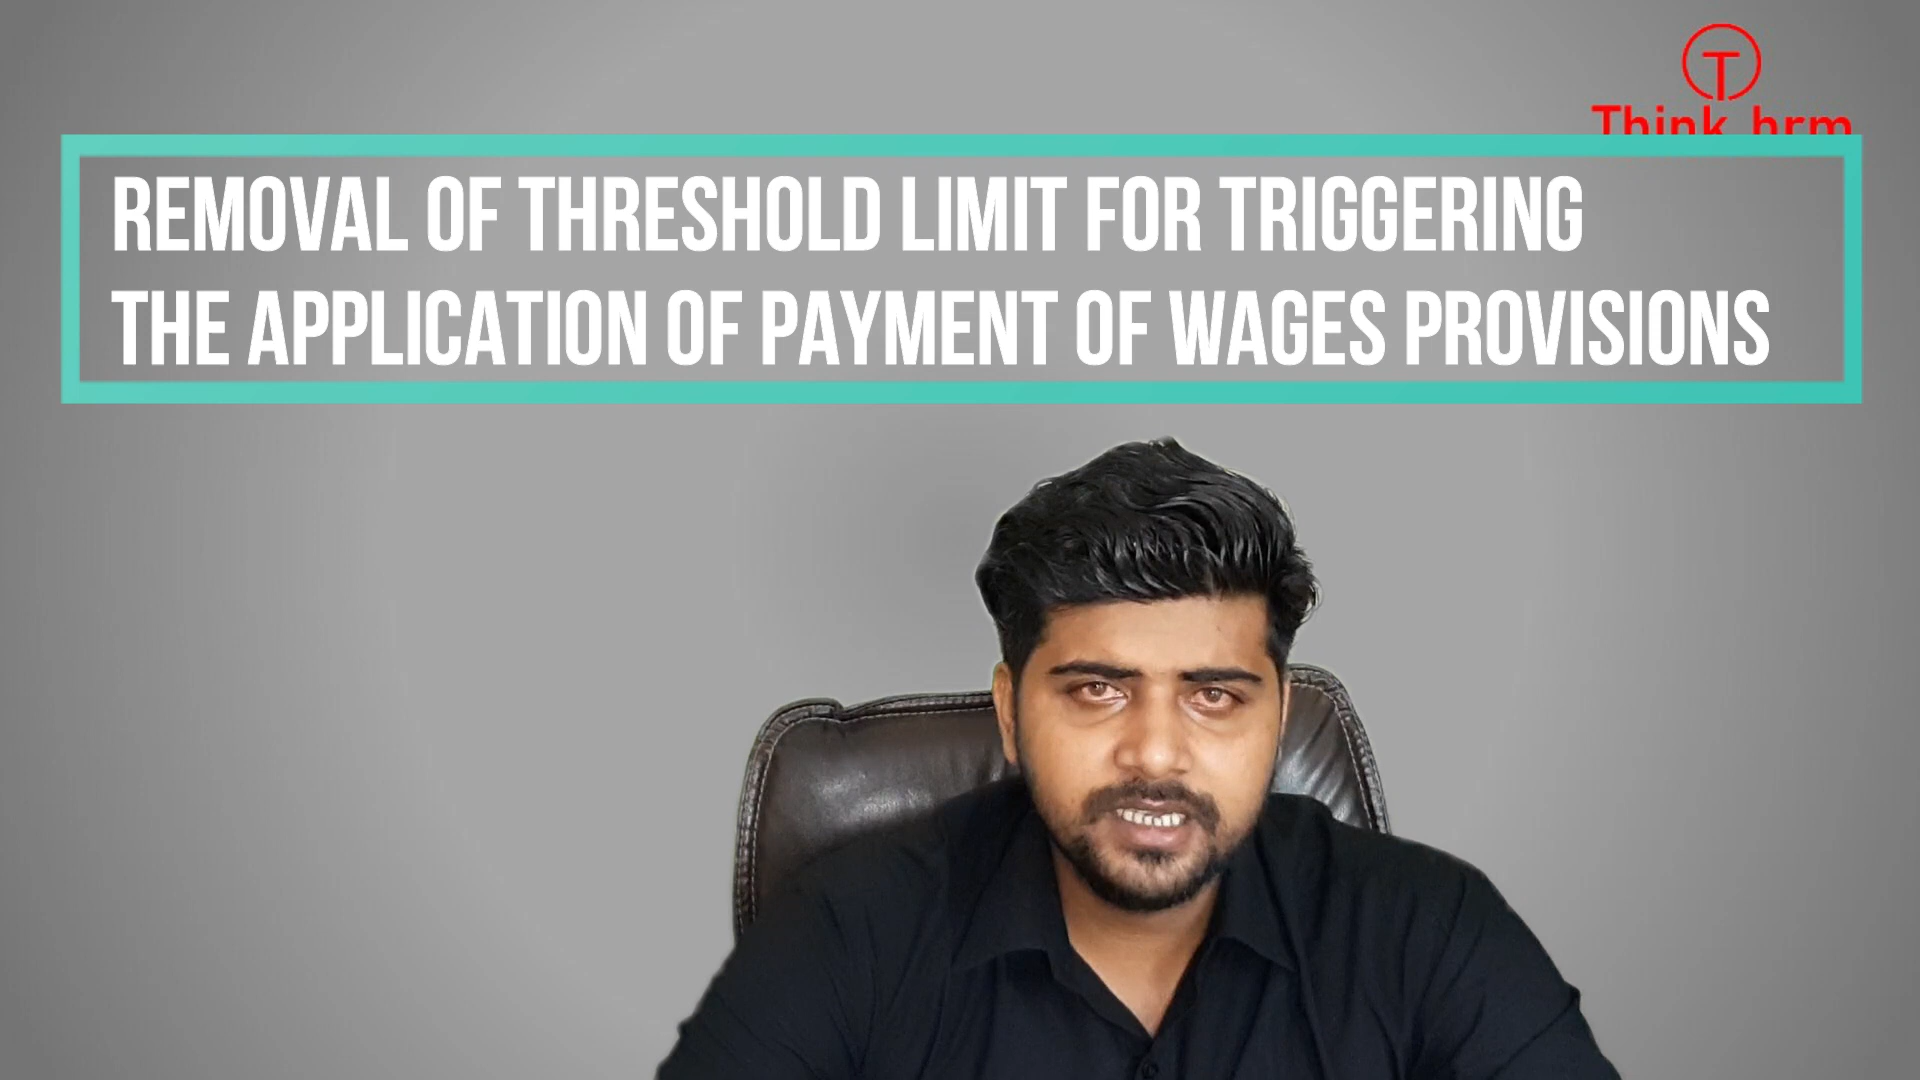 T
Think hrm
REMOVAL OF THRESHOLD LIMIT FOR TRIGGERING
THE APPLICATION OF PAYMENT OF WAGES PROVISIONS